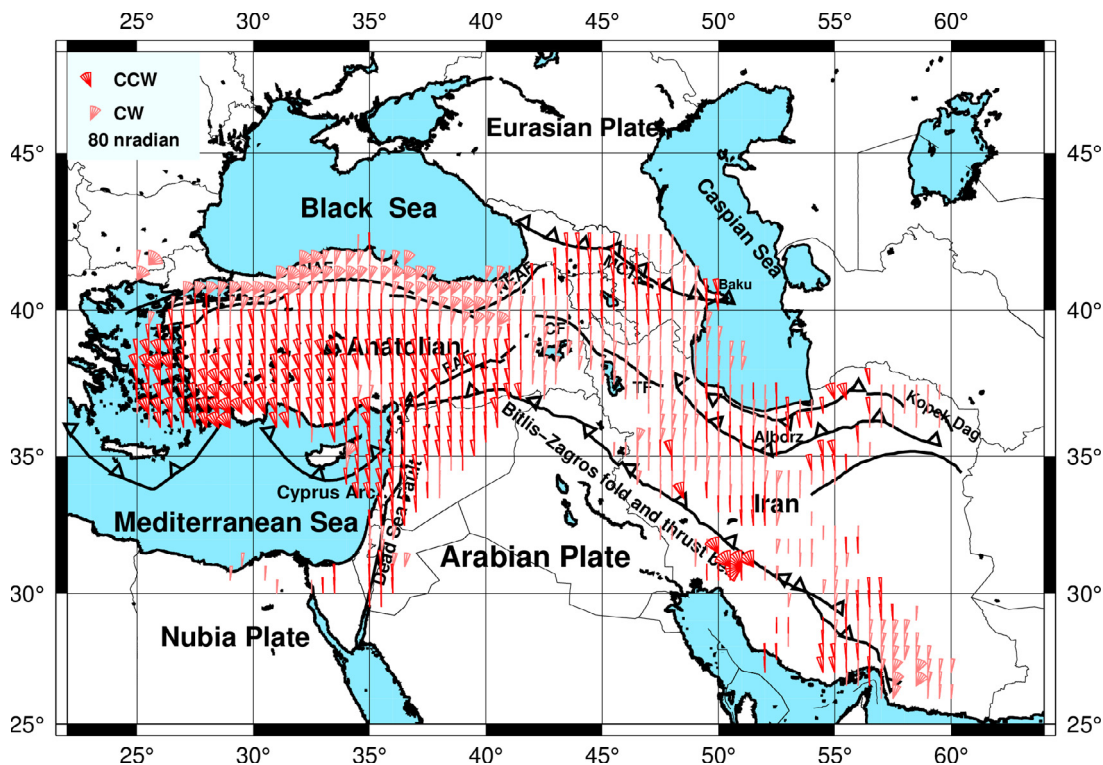 25° 30° 35° 40° 45° 50° 55° 60°
CCW
CW
80 nradian
Eurasian Plate
45° 45°
Black Sea
Caspian Sea
MCT
Baku
40° 40°
CF
Anatolian
TF
Kopek Dag
Alborz
Bitlis-Zagros fold and thrust be
35° 35°
Cyprus Arc
Iran
Mediterranean Sea
Dead Sea Fault
Arabian Plate
30° 30°
Nubia Plate
25° 25°
25° 30° 35° 40° 45° 50° 55° 60°